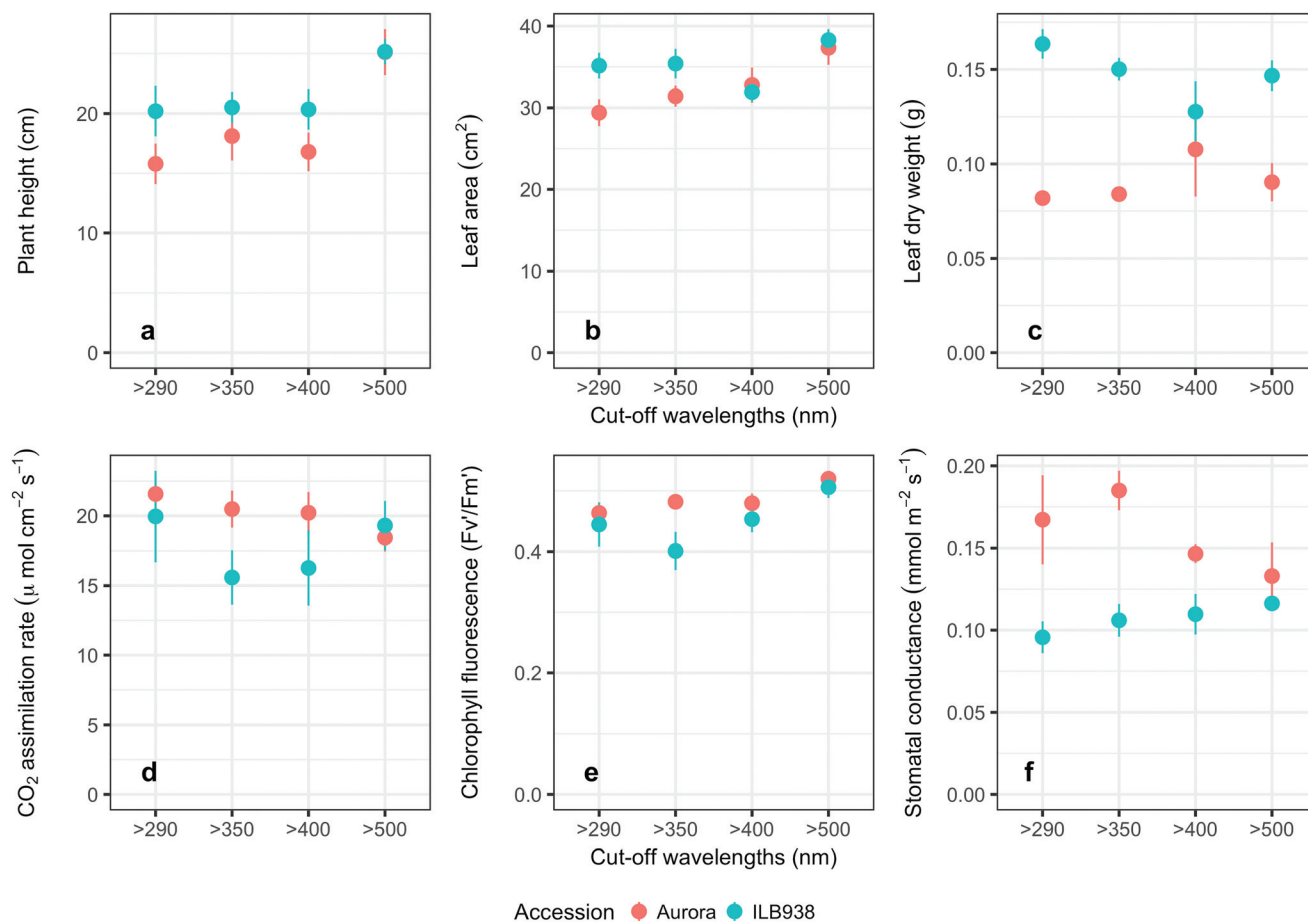 Plant height (cm)
20
10
0
a
>290 >350 >400 >500
Leaf area (cm²)
40
30
20
10
0
b
>290 >350 >400 >500
Cut-off wavelengths (nm)
Leaf dry weight (g)
0.15
0.10
0.05
0.00
c
>290 >350 >400 >500
CO₂ assimilation rate (μ mol cm⁻² s⁻¹)
20
15
10
5
0
d
>290 >350 >400 >500
Chlorophyll fluorescence (Fv'/Fm')
0.4
0.2
0.0
e
>290 >350 >400 >500
Cut-off wavelengths (nm)
Stomatal conductance (mmol m⁻² s⁻¹)
0.20
0.15
0.10
0.05
0.00
f
>290 >350 >400 >500
Accession Aurora ILB938